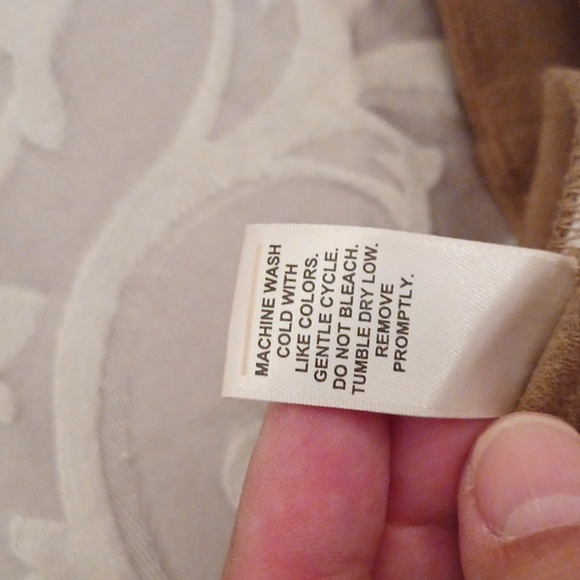 MACHINE WASH
COLD WITH
LIKE COLORS.
GENTLE CYCLE.
DO NOT BLEACH.
TUMBLE DRY LOW.
REMOVE
PROMPTLY.